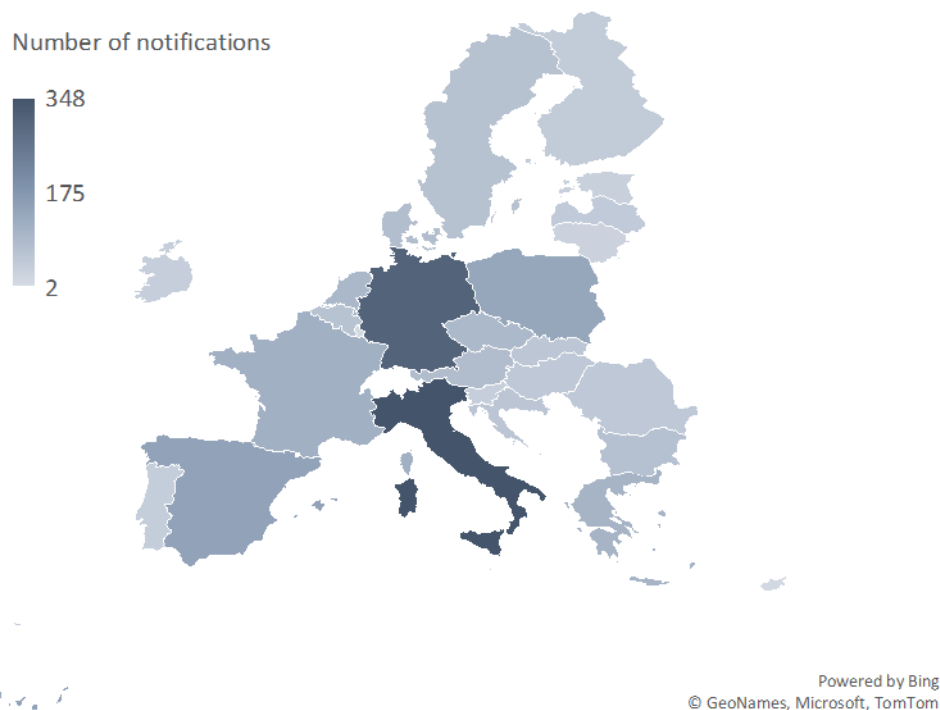 Number of notifications
348
175
2
Powered by Bing
© GeoNames, Microsoft, TomTom